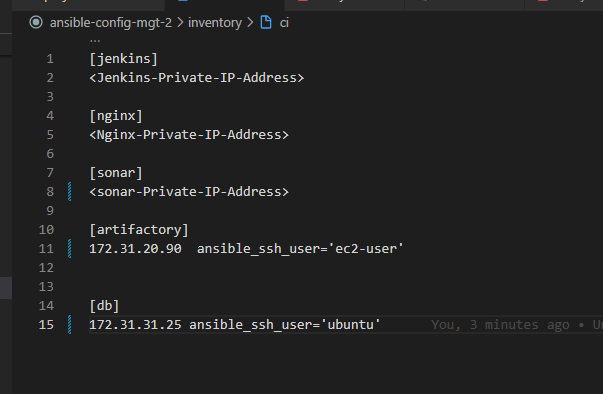 ansible-config-mgt-2 > inventory > ci
...
1 [jenkins]
2 <Jenkins-Private-IP-Address>
3
4 [nginx]
5 <Nginx-Private-IP-Address>
6
7 [sonar]
8 <sonar-Private-IP-Address>
9
10 [artifactory]
11 172.31.20.90  ansible_ssh_user='ec2-user'
12
13
14 [db]
15 172.31.31.25 ansible_ssh_user='ubuntu' You, 3 minutes ago •